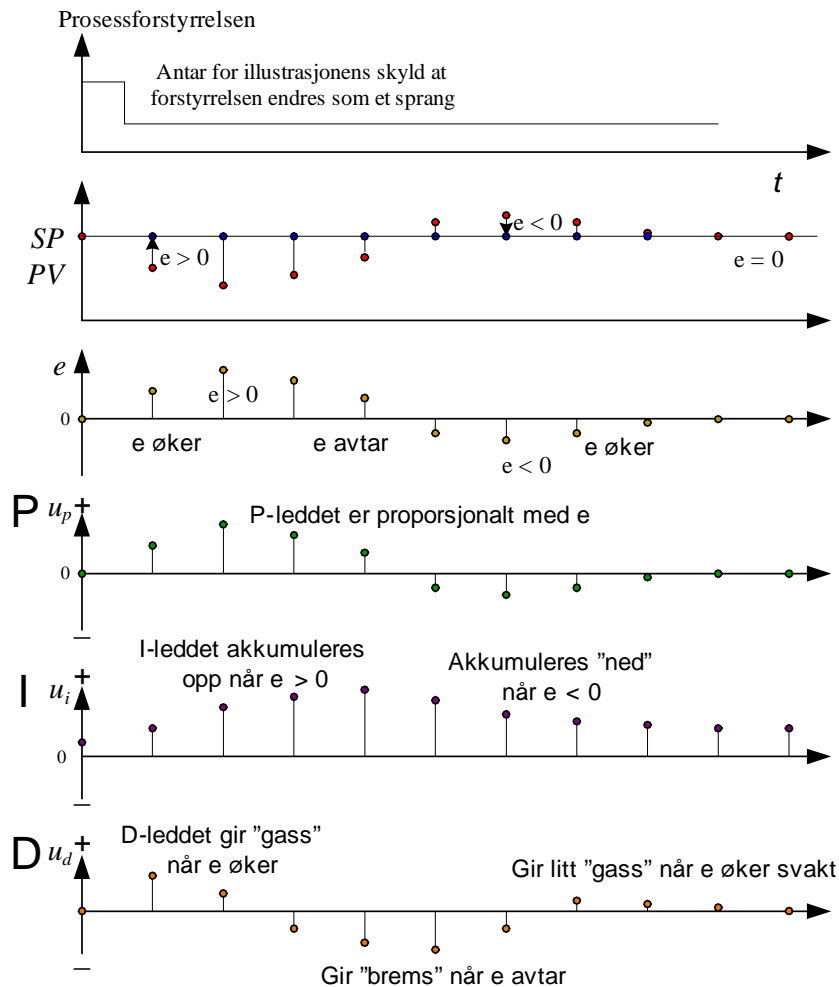 Prosessforstyrrelsen
Antar for illustrasjonens skyld at
forstyrrelsen endres som et sprang
t
SP
PV
e > 0
e < 0
e = 0
e
0
e > 0
e øker
e avtar
e < 0
e øker
P
u_p
+
P-leddet er proporsjonalt med e
0
–
I-leddet akkumuleres
opp når e > 0
Akkumuleres ”ned”
når e < 0
I
u_i
+
0
–
D
u_d
+
D-leddet gir ”gass”
når e øker
Gir litt ”gass” når e øker svakt
–
Gir ”brems” når e avtar